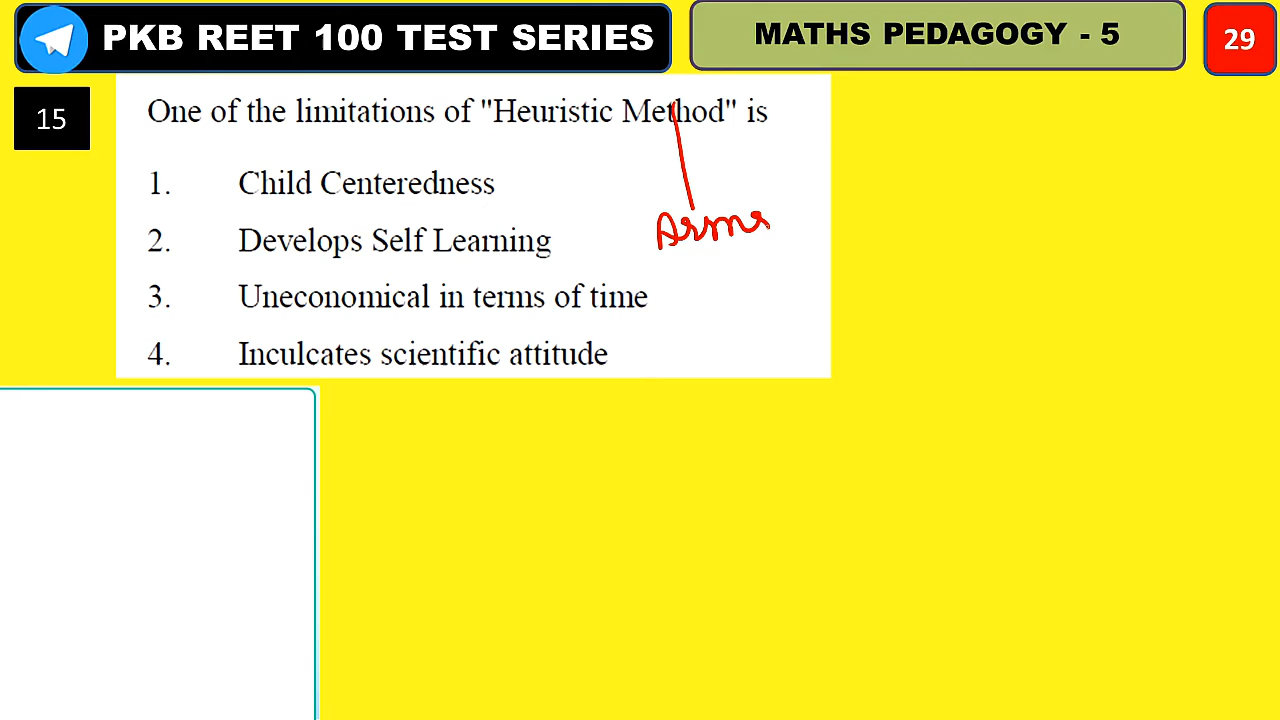 PKB REET 100 TEST SERIES
MATHS PEDAGOGY - 5
29
15
One of the limitations of "Heuristic Method" is
1. Child Centeredness
2. Develops Self Learning
3. Uneconomical in terms of time
4. Inculcates scientific attitude